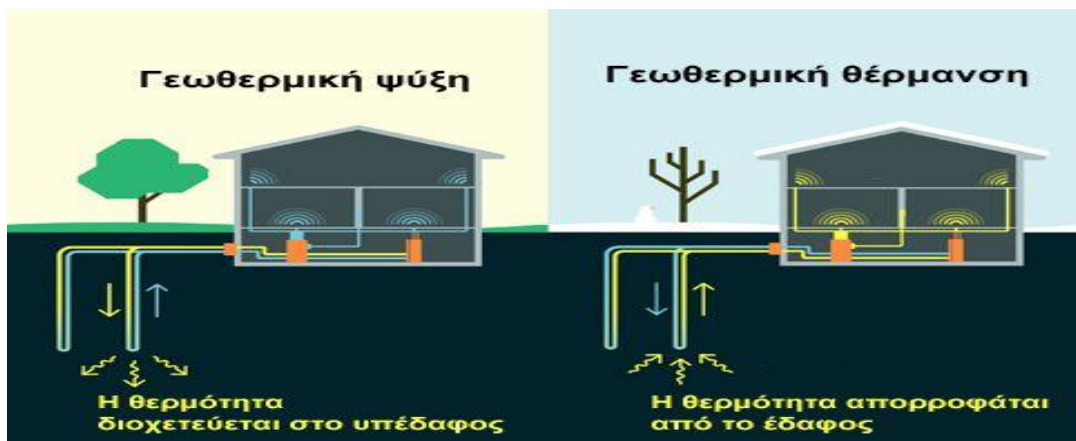 Γεωθερμική ψύξη
Γεωθερμική θέρμανση
Η θερμότητα
διοχετεύεται στο υπέδαφος
Η θερμότητα απορροφάται
από το έδαφος